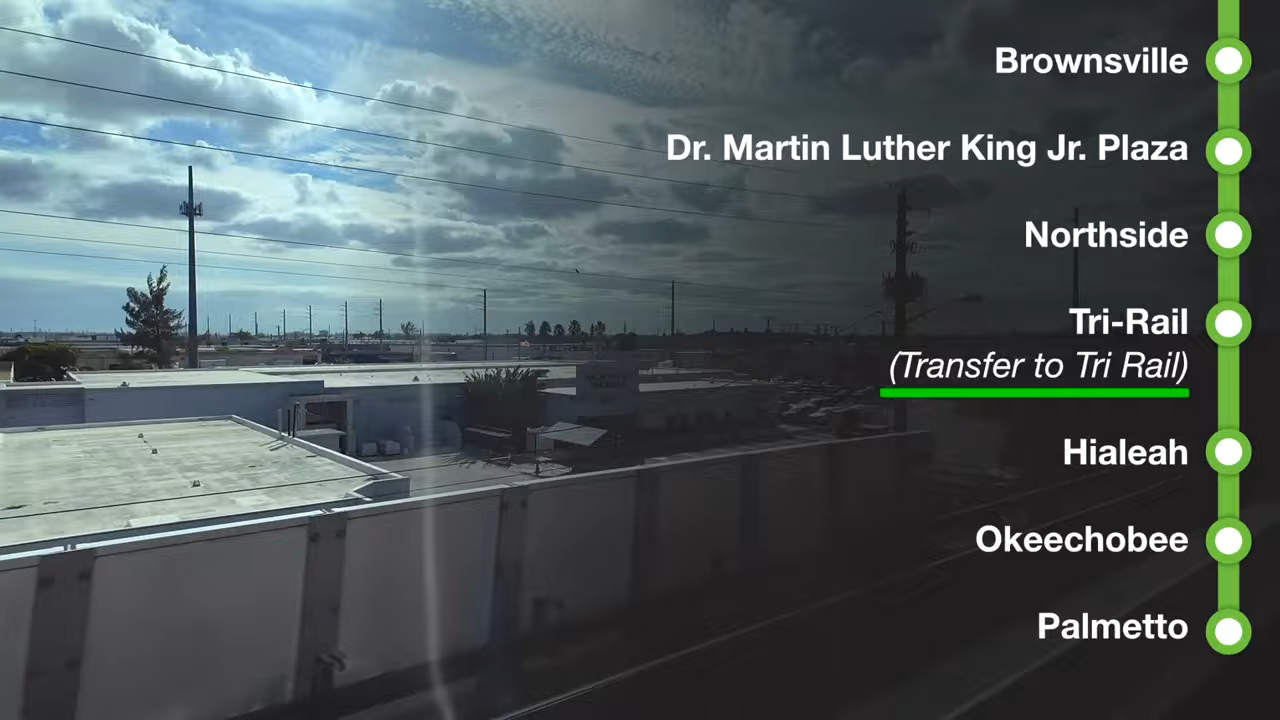 Brownsville
Dr. Martin Luther King Jr. Plaza
Northside
Tri-Rail
(Transfer to Tri Rail)
Hialeah
Okeechobee
Palmetto